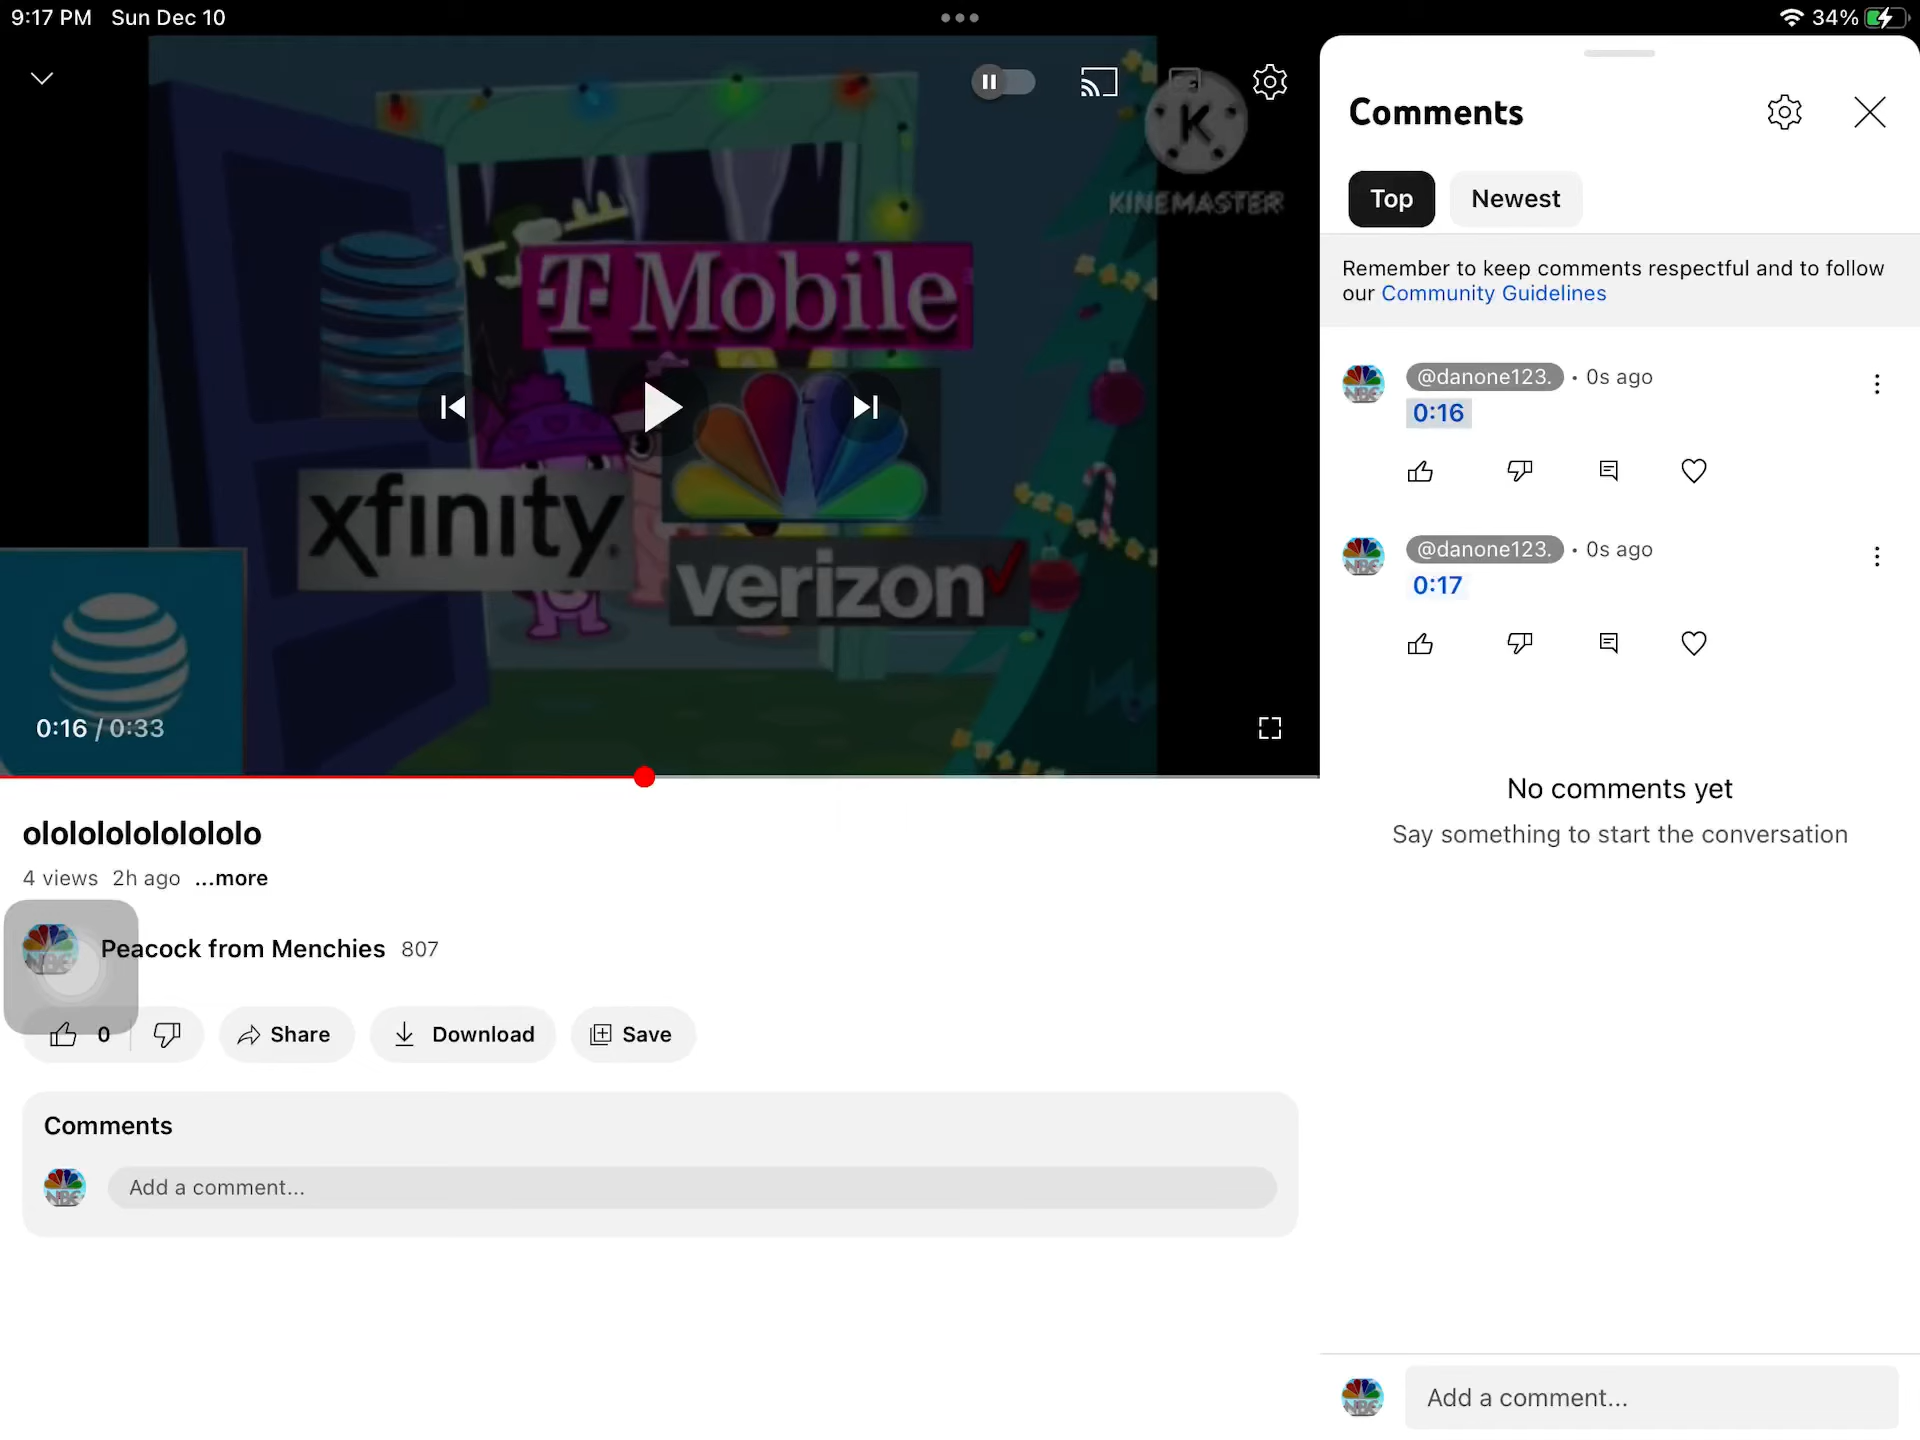 9:17 PM Sun Dec 10
34%
KINEMASTER
T Mobile
xfinity
verizon
0:16 / 0:33
olololololololololo
4 views 2h ago ...more
Peacock from Menchies 807
0
Share
Download
Save
Comments
Add a comment...
Comments
Top
Newest
Remember to keep comments respectful and to follow
our Community Guidelines
@danone123. • 0s ago
0:16
@danone123. • 0s ago
0:17
No comments yet
Say something to start the conversation
Add a comment...